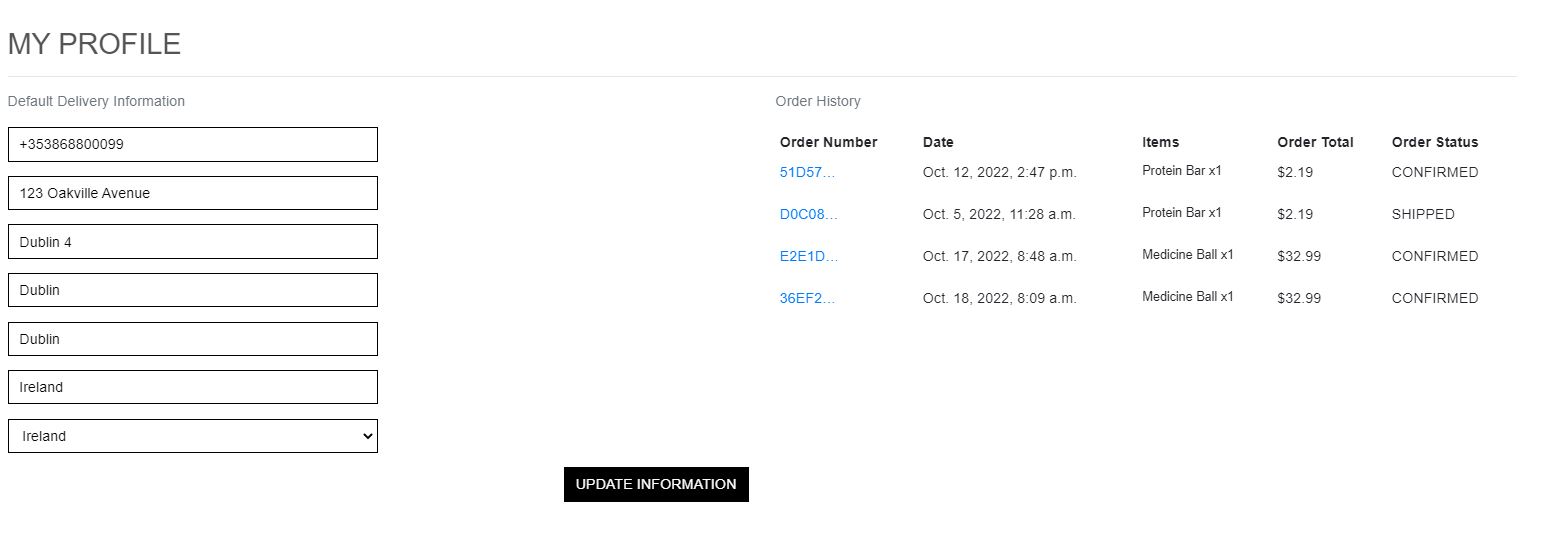 MY PROFILE
Default Delivery Information
+353868800099
123 Oakville Avenue
Dublin 4
Dublin
Dublin
Ireland
Ireland
UPDATE INFORMATION
Order History
Order Number Date Items Order Total Order Status
51D57... Oct. 12, 2022, 2:47 p.m. Protein Bar x1 $2.19 CONFIRMED
D0C08... Oct. 5, 2022, 11:28 a.m. Protein Bar x1 $2.19 SHIPPED
E2E1D... Oct. 17, 2022, 8:48 a.m. Medicine Ball x1 $32.99 CONFIRMED
36EF2... Oct. 18, 2022, 8:09 a.m. Medicine Ball x1 $32.99 CONFIRMED